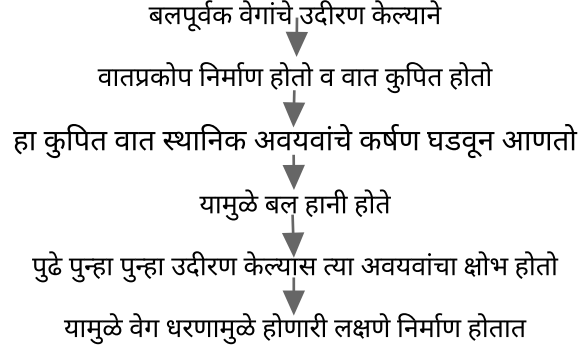 बलपूर्वक वेगांचे उदीरण केल्याने
वातप्रकोप निर्माण होतो व वात कुपित होतो
हा कुपित वात स्थानिक अवयवांचे कर्षण घडवून आणतो
यामुळे बल हानी होते
पुढे पुन्हा पुन्हा उदीरण केल्यास त्या अवयवांचा क्षोभ होतो
यामुळे वेग धरणामुळे होणारी लक्षणे निर्माण होतात